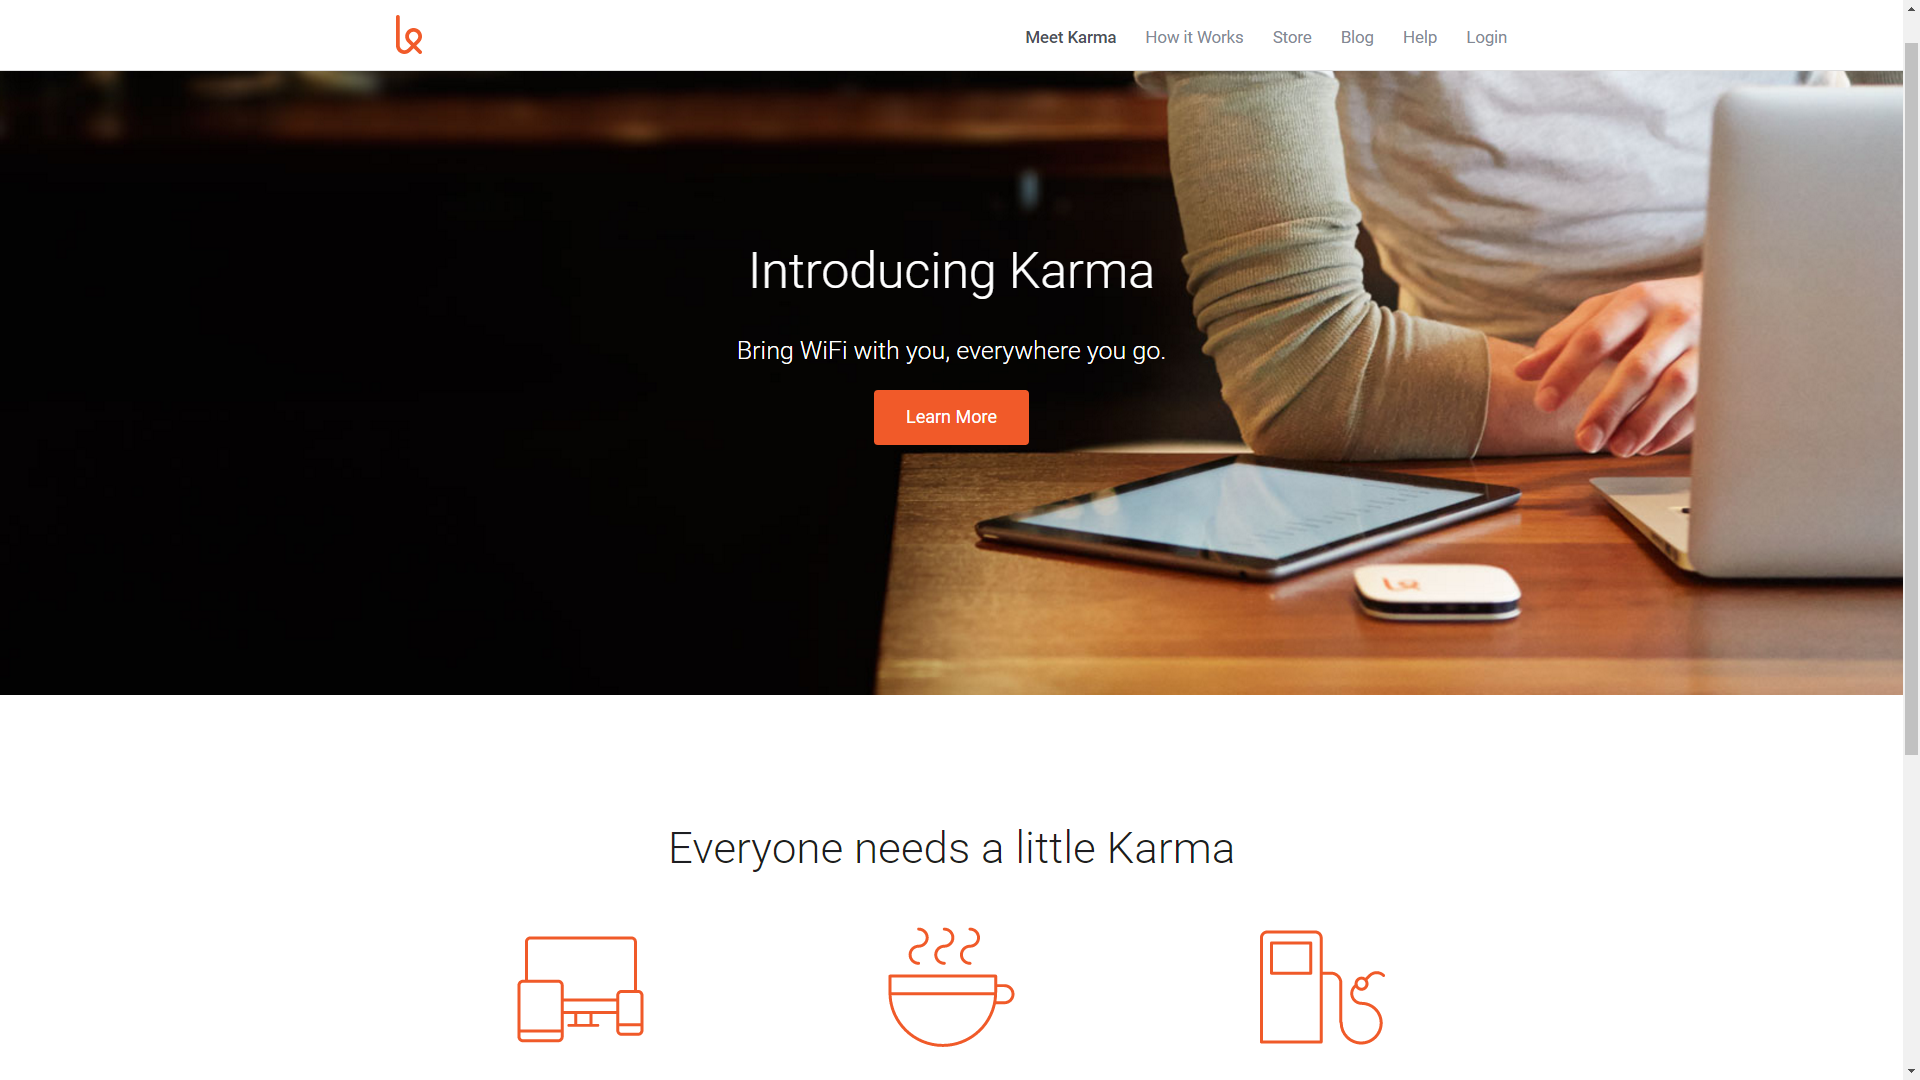 Meet Karma How it Works Store Blog Help Login
Introducing Karma
Bring WiFi with you, everywhere you go.
Learn More
Everyone needs a little Karma